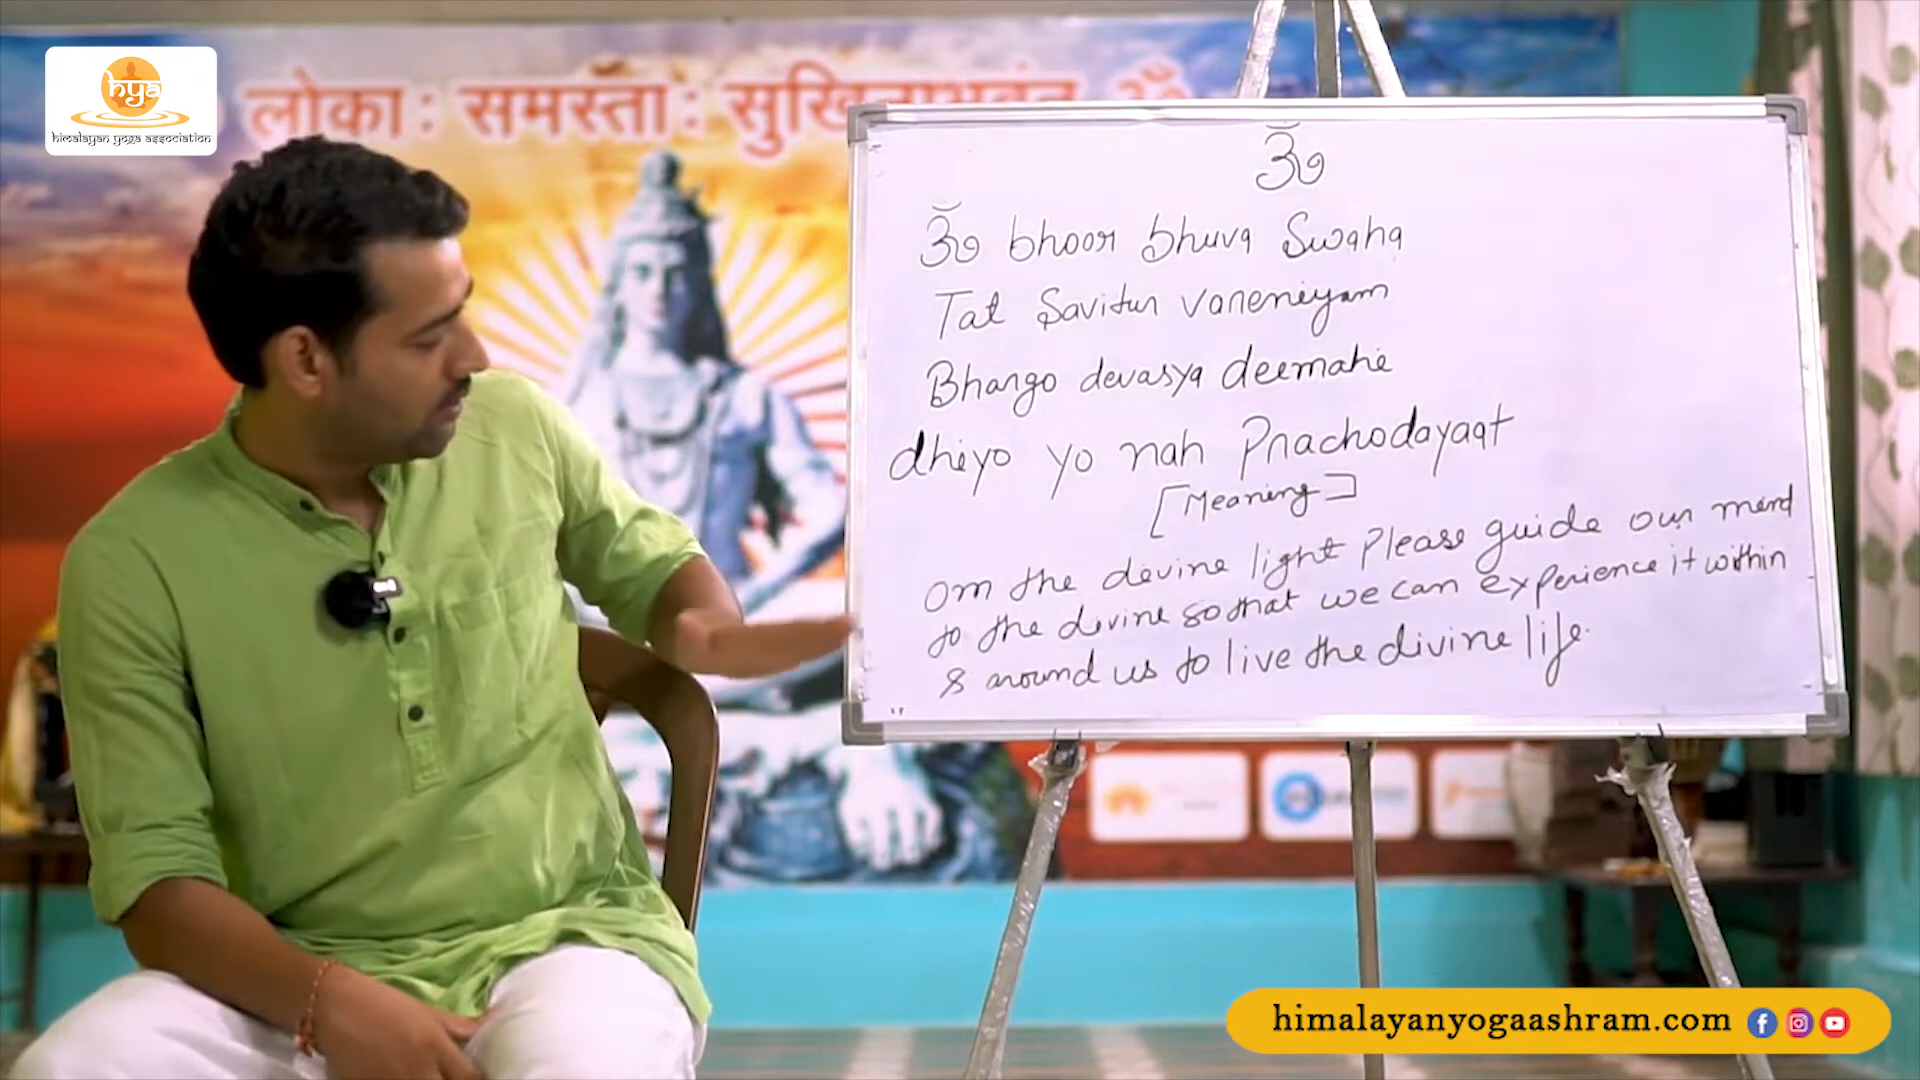 hya
himalayan yoga association
लोका: समस्ता:
ॐ
ॐ bhoor bhuva Swaha
Tat Savitur vareniyam
Bhargo devasya deemahi
dhiyo yo nah Prachodayaat
[Meaning]
om the divine light Please guide our mind
to the divine so that we can experience it within
& around us to live the divine life.
himalayanyogaashram.com